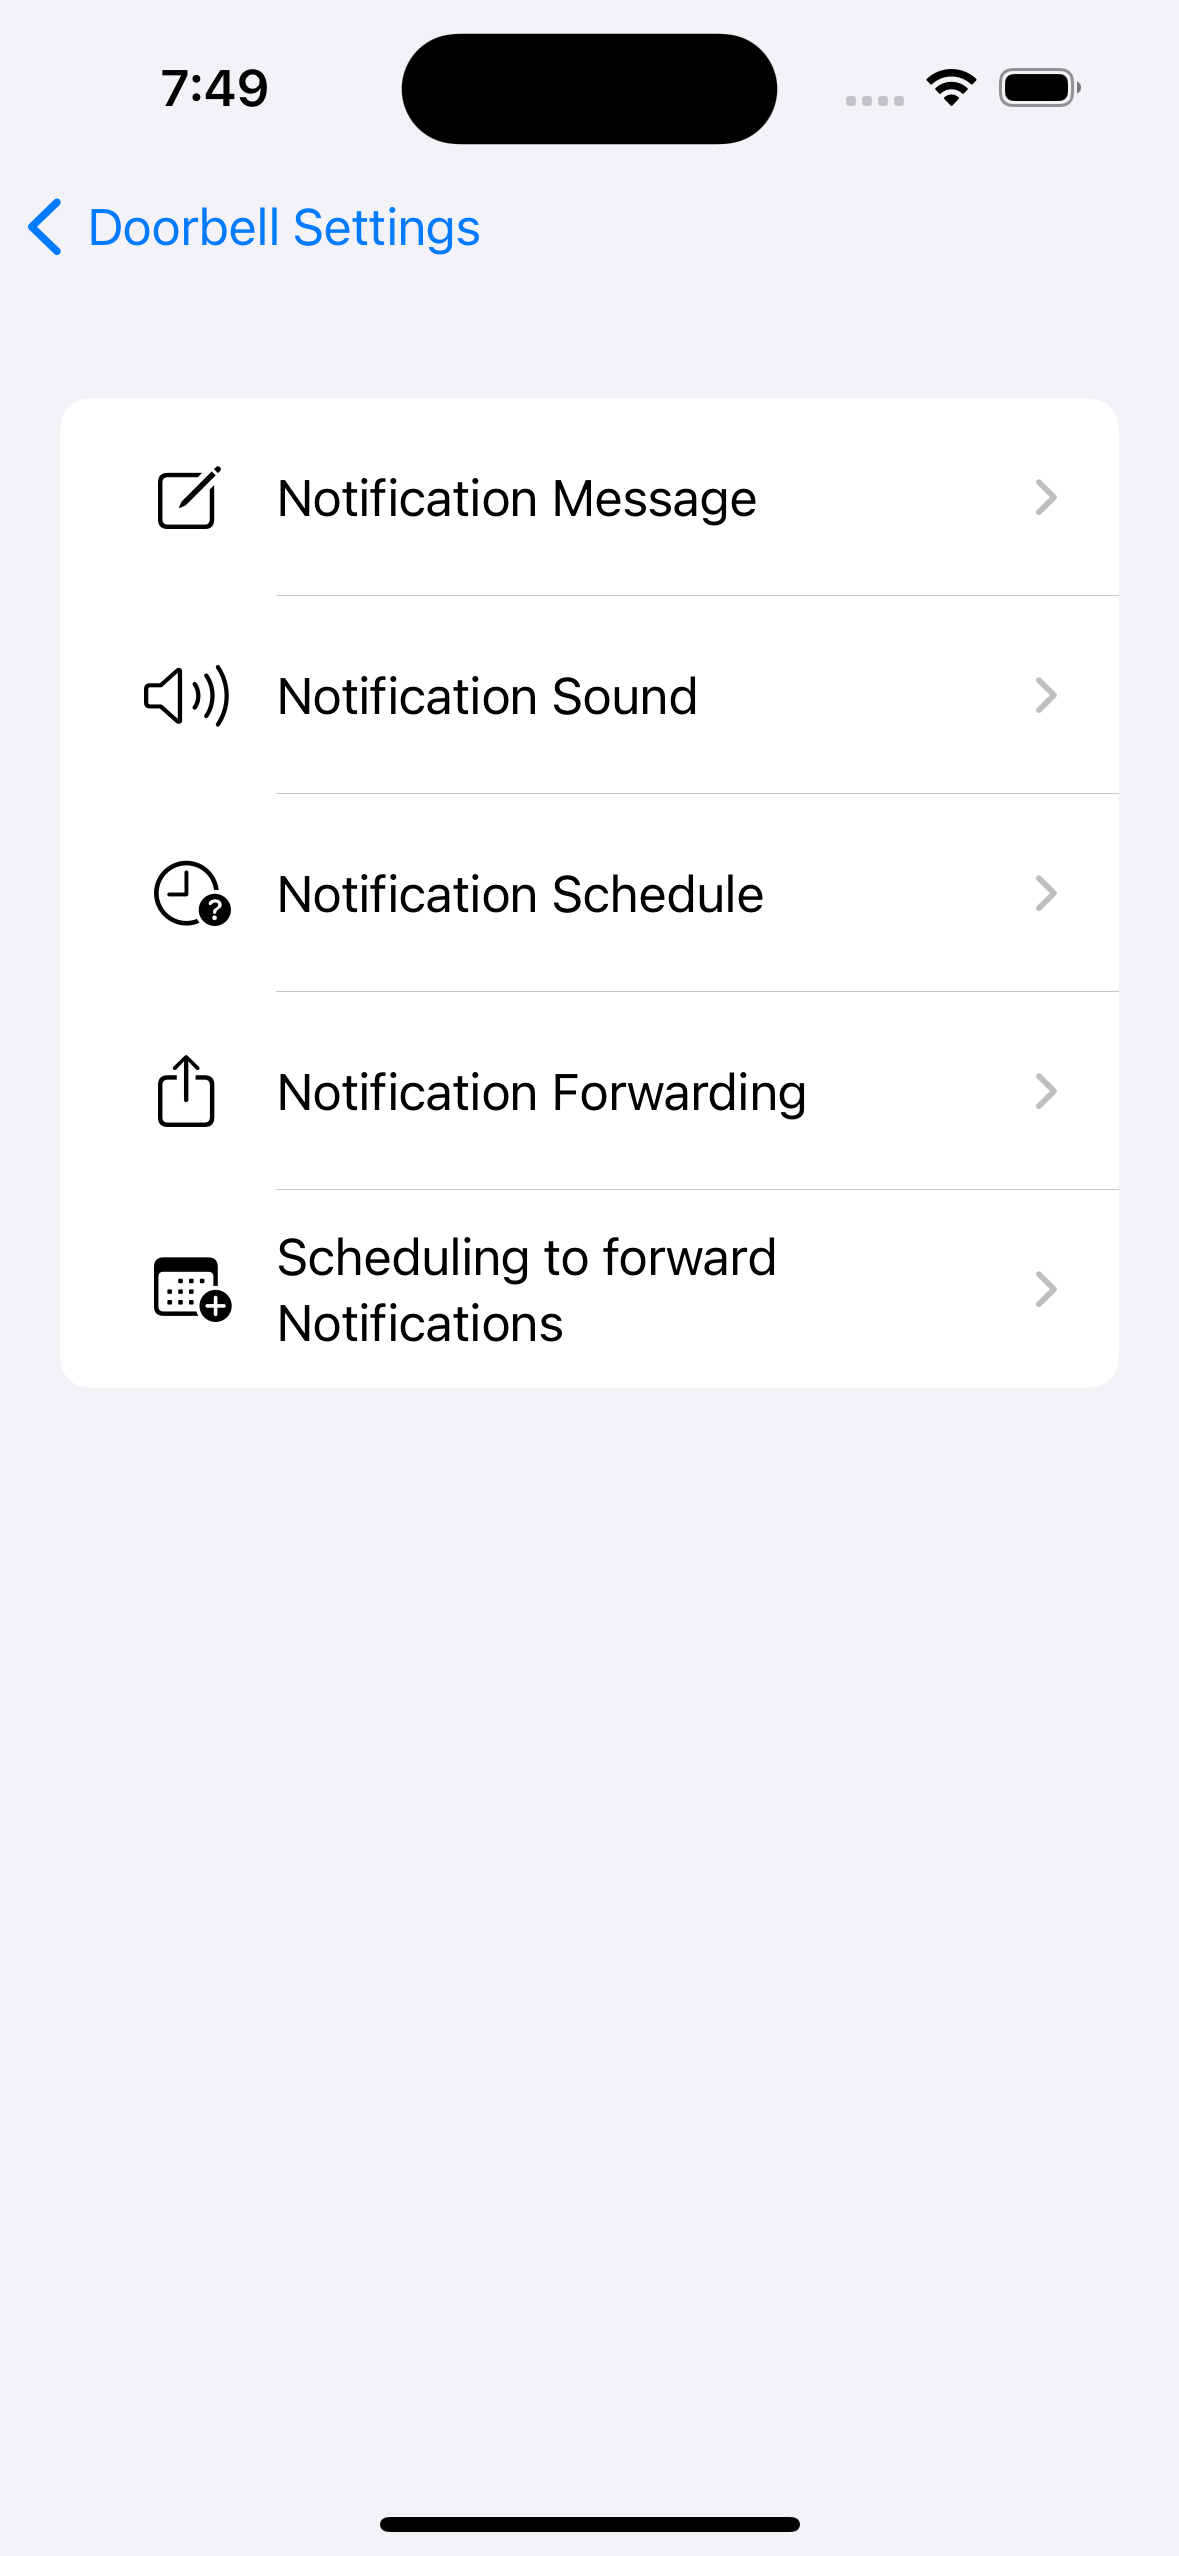 7:49
Doorbell Settings
Notification Message
Notification Sound
Notification Schedule
Notification Forwarding
Scheduling to forward
Notifications